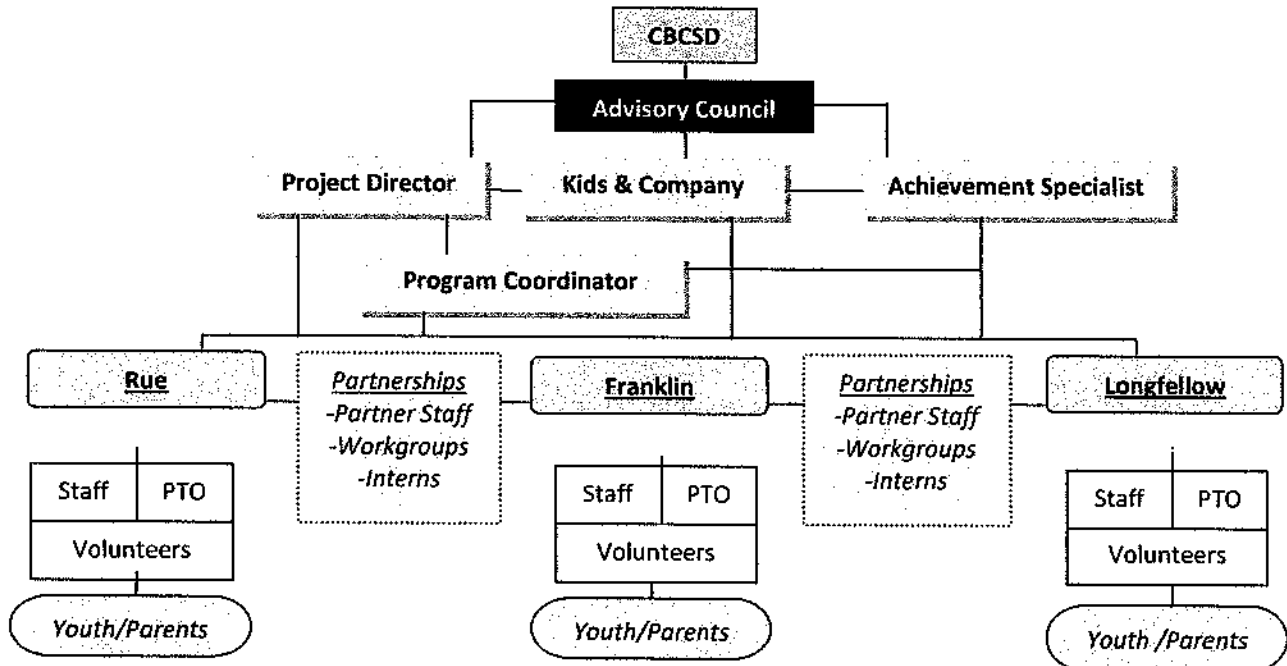 CBCSD
Advisory Council
Project Director
Kids & Company
Achievement Specialist
Program Coordinator
Rue
Partnerships
-Partner Staff
-Workgroups
-Interns
Franklin
Partnerships
-Partner Staff
-Workgroups
-Interns
Longfellow
Staff
PTO
Volunteers
Youth/Parents
Staff
PTO
Volunteers
Youth/Parents
Staff
PTO
Volunteers
Youth /Parents